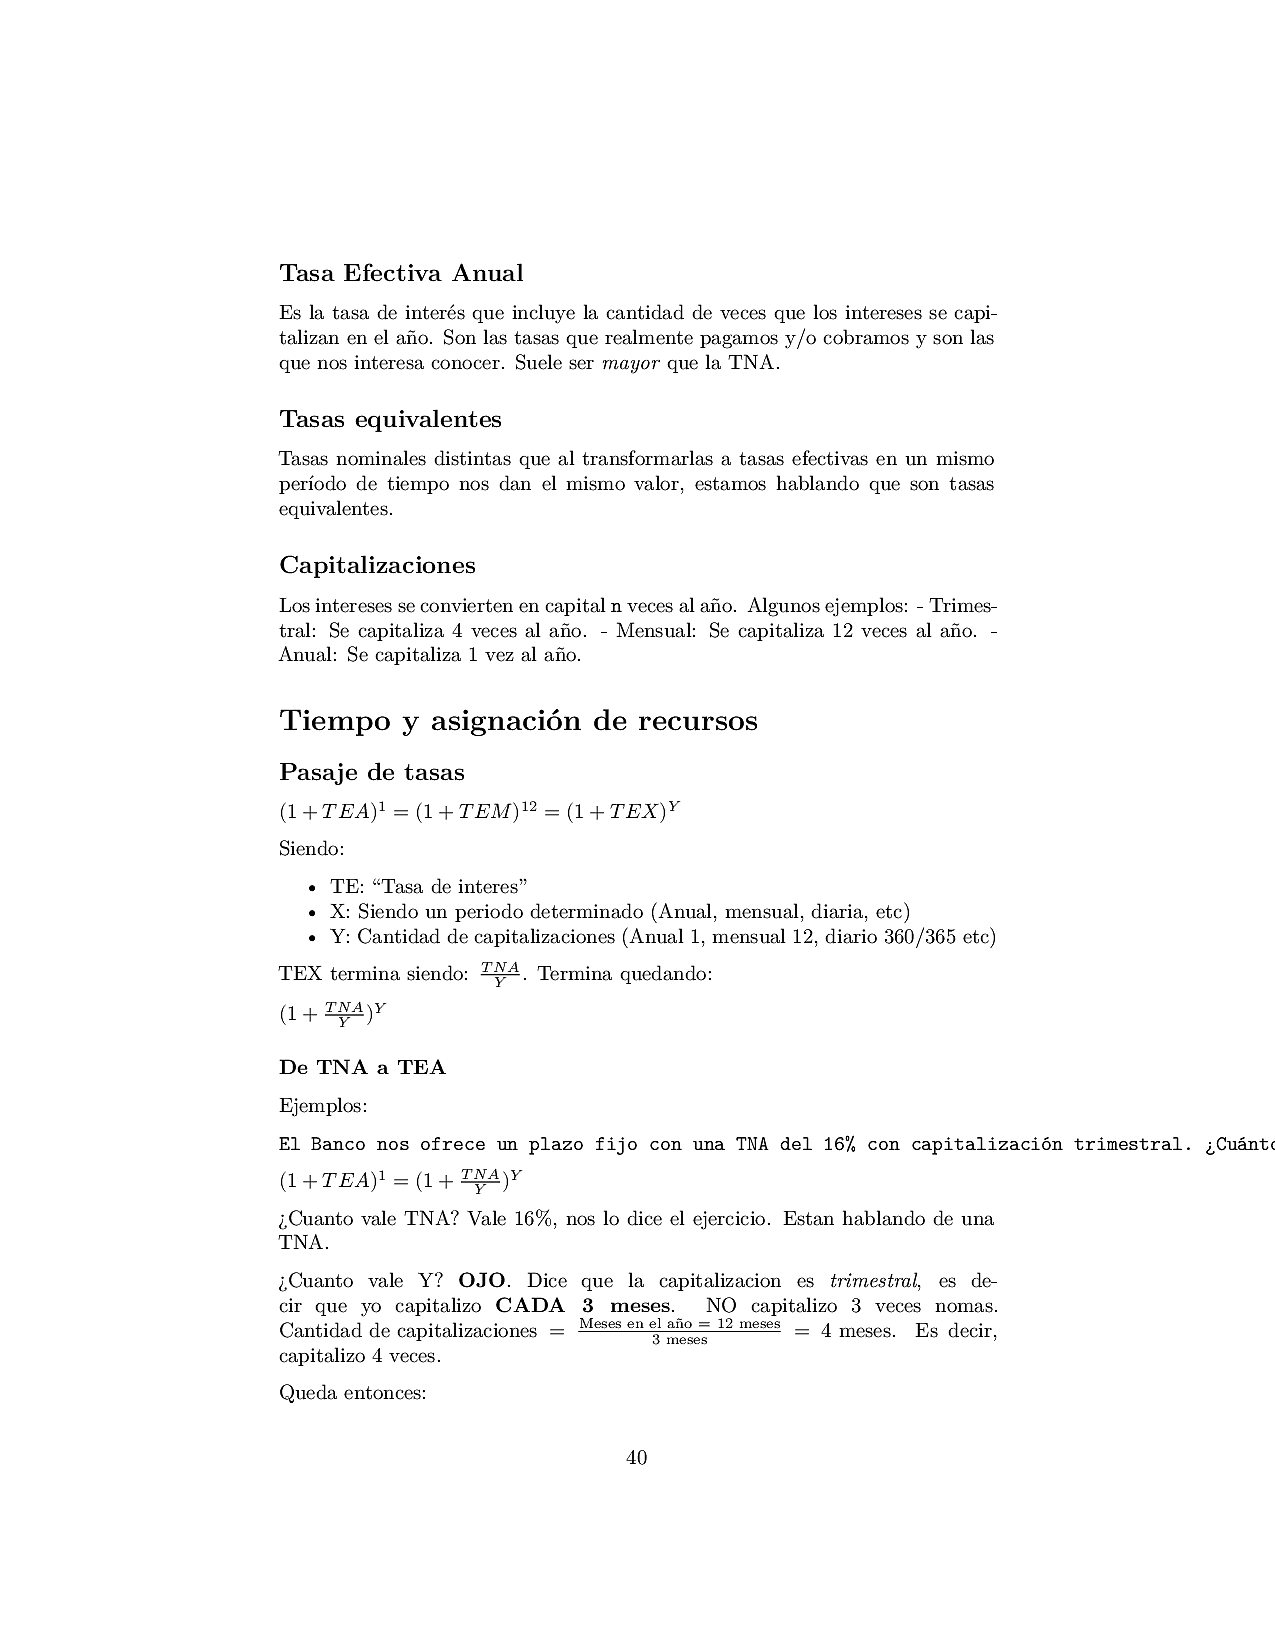 Tasa Efectiva Anual
Es la tasa de interés que incluye la cantidad de veces que los intereses se capi-
talizan en el año. Son las tasas que realmente pagamos y/o cobramos y son las
que nos interesa conocer. Suele ser mayor que la TNA.
Tasas equivalentes
Tasas nominales distintas que al transformarlas a tasas efectivas en un mismo
período de tiempo nos dan el mismo valor, estamos hablando que son tasas
equivalentes.
Capitalizaciones
Los intereses se convierten en capital n veces al año. Algunos ejemplos: - Trimes-
tral: Se capitaliza 4 veces al año. - Mensual: Se capitaliza 12 veces al año. -
Anual: Se capitaliza 1 vez al año.
Tiempo y asignación de recursos
Pasaje de tasas
$(1 + TEA)^1 = (1 + TEM)^{12} = (1 + TEX)^Y$
Siendo:
• TE: “Tasa de interes”
• X: Siendo un periodo determinado (Anual, mensual, diaria, etc)
• Y: Cantidad de capitalizaciones (Anual 1, mensual 12, diario 360/365 etc)
TEX termina siendo: $\frac{TNA}{Y}$. Termina quedando:
$(1 + \frac{TNA}{Y})^Y$
De TNA a TEA
Ejemplos:
El Banco nos ofrece un plazo fijo con una TNA del 16% con capitalización trimestral. ¿Cuánto
$(1 + TEA)^1 = (1 + \frac{TNA}{Y})^Y$
¿Cuanto vale TNA? Vale 16%, nos lo dice el ejercicio. Estan hablando de una
TNA.
¿Cuanto vale Y? OJO. Dice que la capitalizacion es trimestral, es de-
cir que yo capitalizo CADA 3 meses. NO capitalizo 3 veces nomas.
Cantidad de capitalizaciones = $\frac{\text{Meses en el año = 12 meses}}{\text{3 meses}}$ = 4 meses. Es decir,
capitalizo 4 veces.
Queda entonces:
40